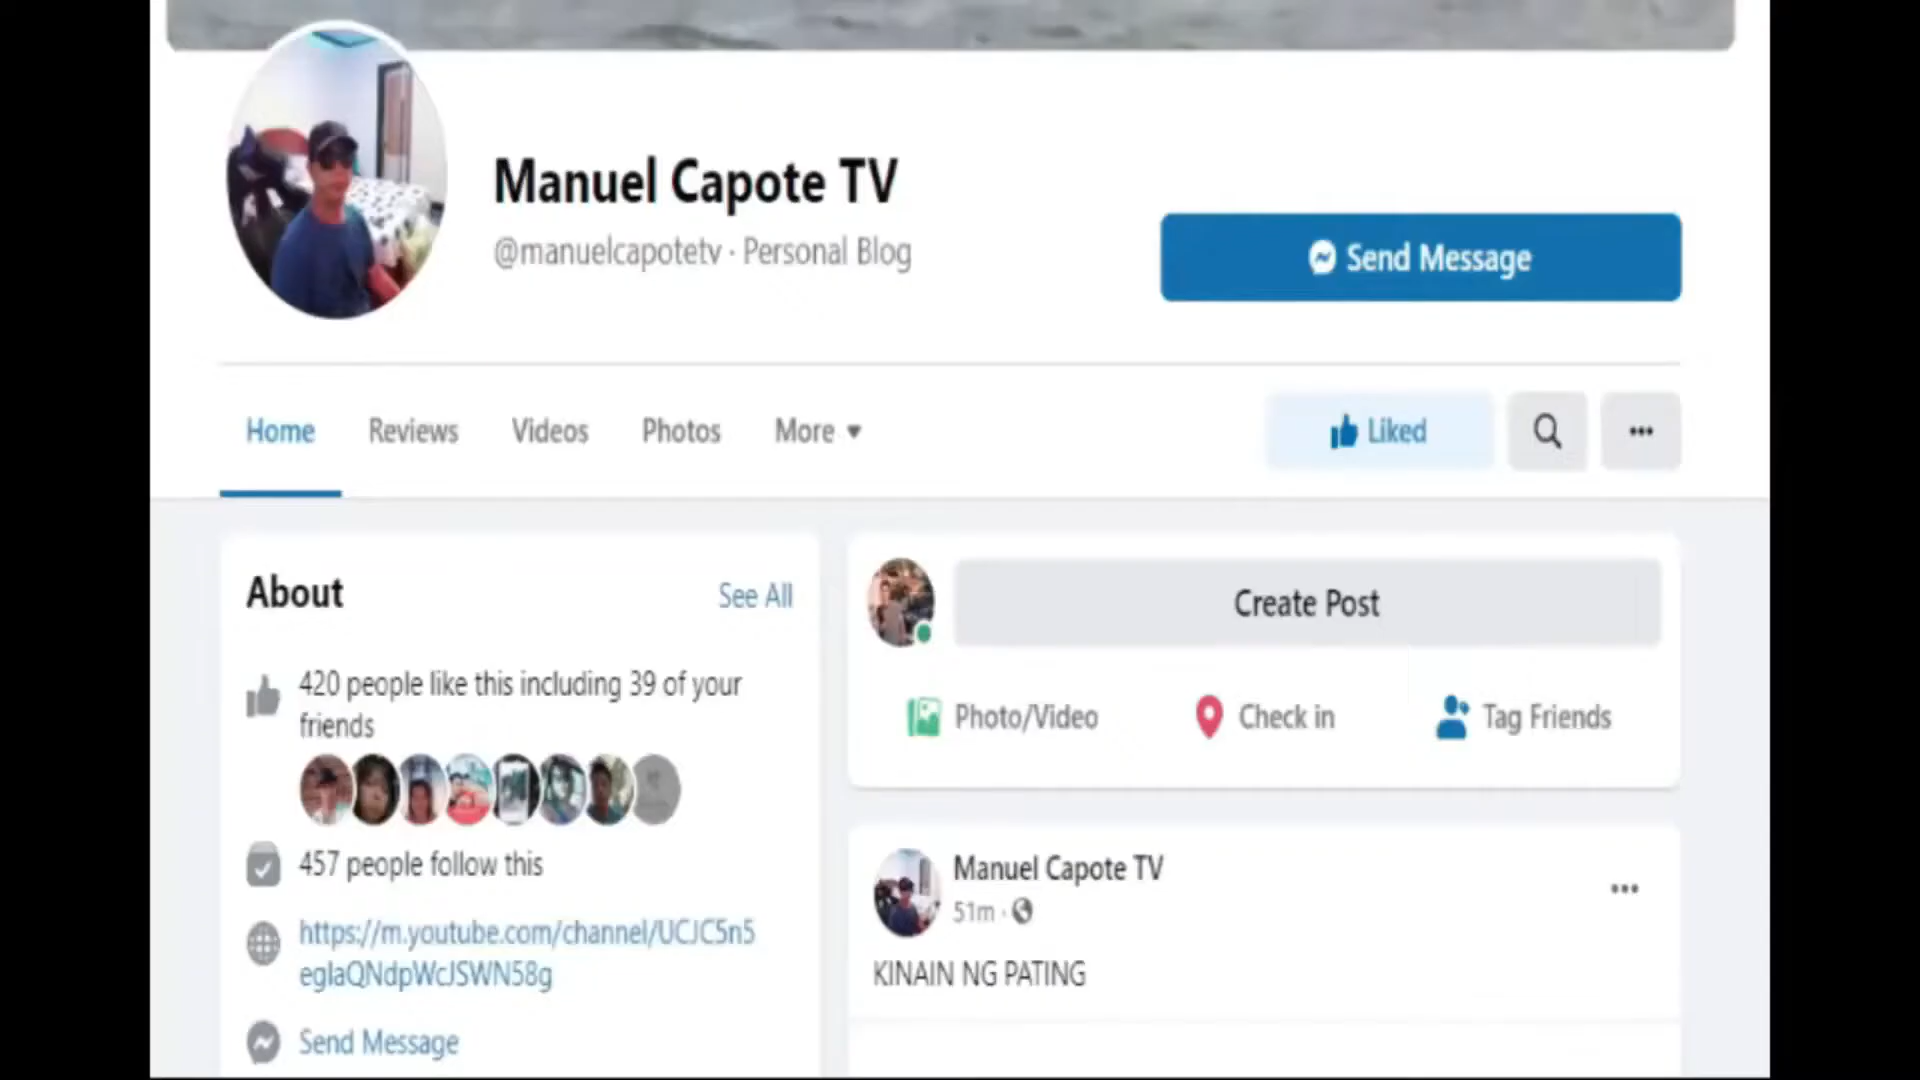 Manuel Capote TV
@manuelcapotetv · Personal Blog
Send Message
Home Reviews Videos Photos More
Liked
About See All
420 people like this including 39 of your
friends
457 people follow this
https://m.youtube.com/channel/UCJC5n5
eglaQNdpWcJSWN58g
Send Message
Create Post
Photo/Video Check in Tag Friends
Manuel Capote TV
51m ·
KINAIN NG PATING